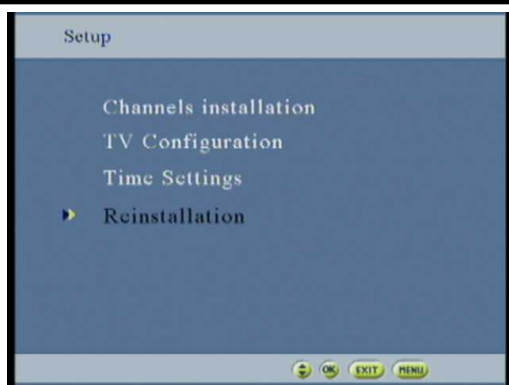 Setup
Channels installation
TV Configuration
Time Settings
Reinstallation
OK EXIT MENU